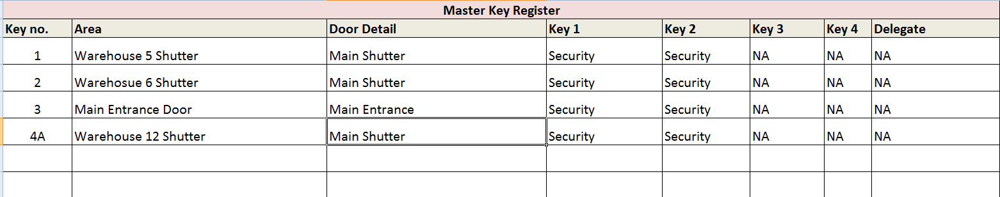 Master Key Register
Key no. Area Door Detail Key 1 Key 2 Key 3 Key 4 Delegate
1 Warehouse 5 Shutter Main Shutter Security Security NA NA NA
2 Warehosue 6 Shutter Main Shutter Security Security NA NA NA
3 Main Entrance Door Main Entrance Security Security NA NA NA
4A Warehouse 12 Shutter Main Shutter Security Security NA NA NA